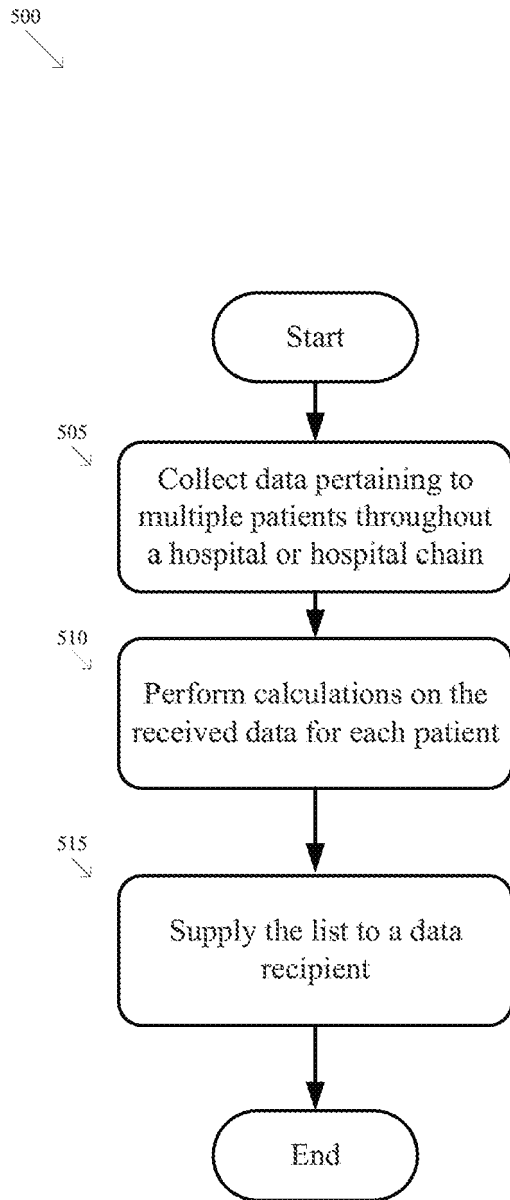 500
Start
505
Collect data pertaining to
multiple patients throughout
a hospital or hospital chain
510
Perform calculations on the
received data for each patient
515
Supply the list to a data
recipient
End